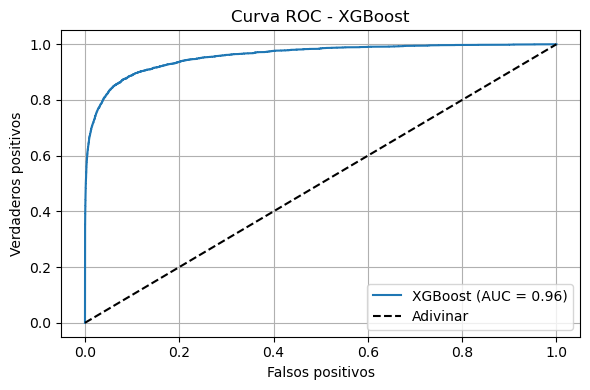 Curva ROC - XGBoost
1.0
0.8
0.6
0.4
0.2
0.0
Verdaderos positivos
0.0 0.2 0.4 0.6 0.8 1.0
Falsos positivos
XGBoost (AUC = 0.96)
Adivinar